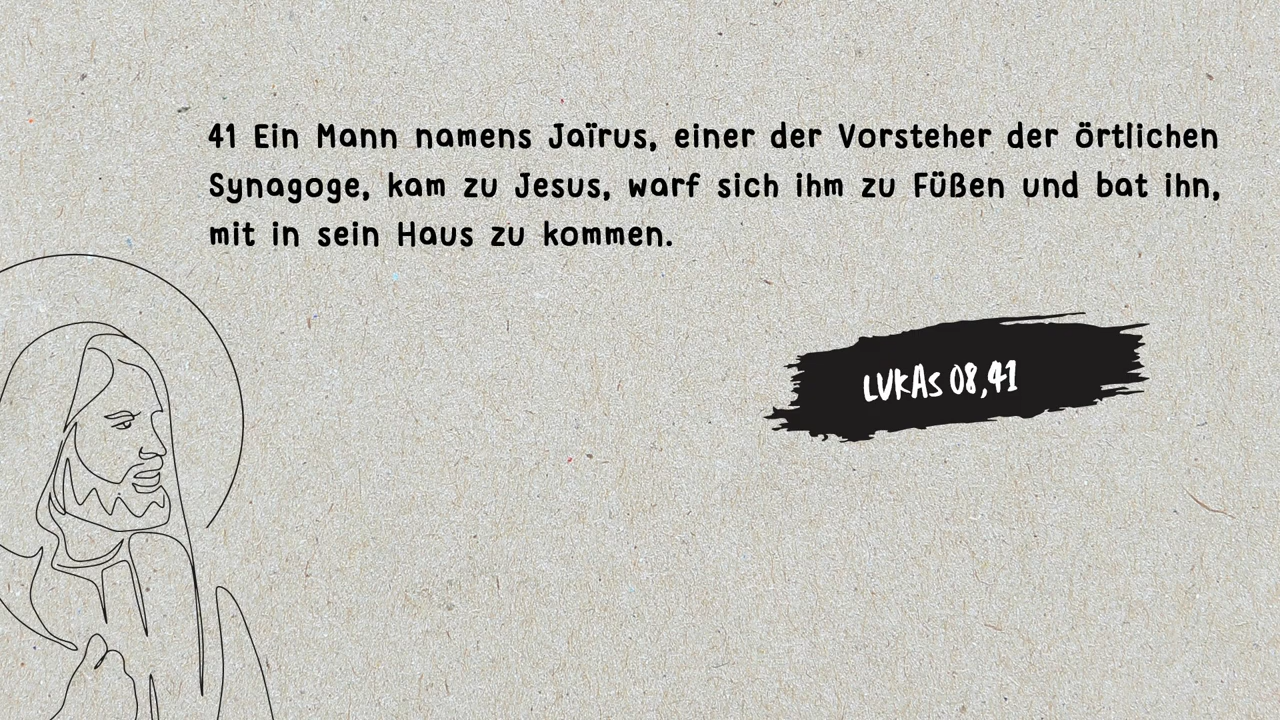 41 Ein Mann namens Jaïrus, einer der Vorsteher der örtlichen
Synagoge, kam zu Jesus, warf sich ihm zu Füßen und bat ihn,
mit in sein Haus zu kommen.
LUKAS 08,41